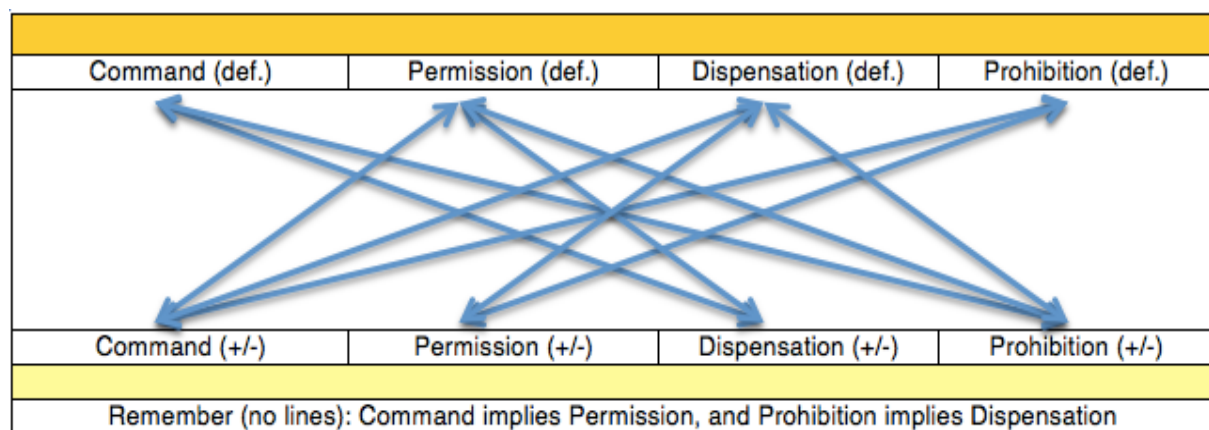 Command (def.) Permission (def.) Dispensation (def.) Prohibition (def.)
Command (+/-) Permission (+/-) Dispensation (+/-) Prohibition (+/-)
Remember (no lines): Command implies Permission, and Prohibition implies Dispensation